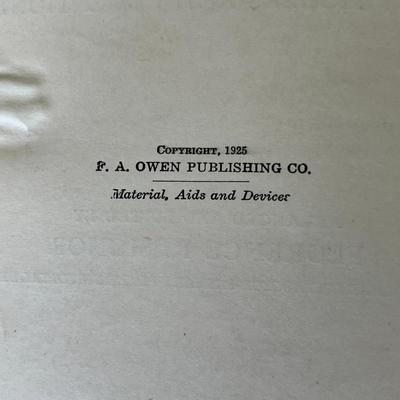 Copyright, 1925
F. A. OWEN PUBLISHING CO.
Material, Aids and Devices